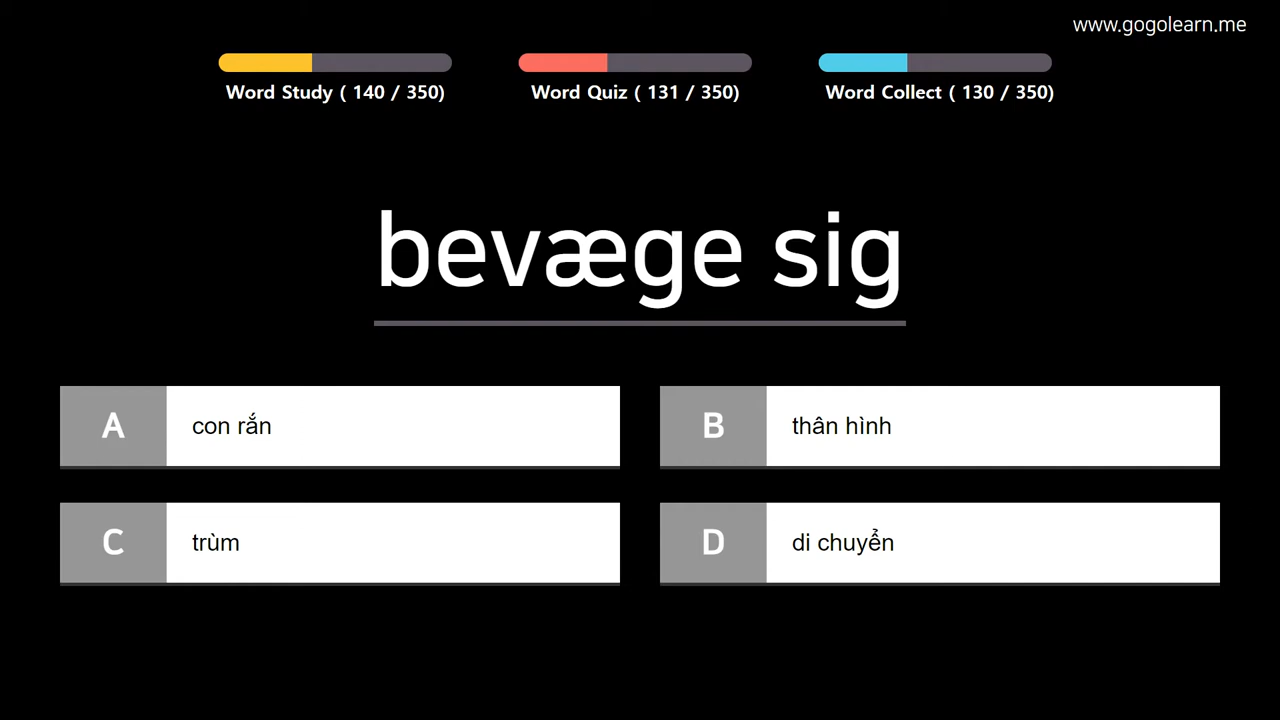 www.gogolearn.me
Word Study ( 140 / 350)
Word Quiz ( 131 / 350)
Word Collect ( 130 / 350)
bevæge sig
A con rắn
B thân hình
C trùm
D di chuyển